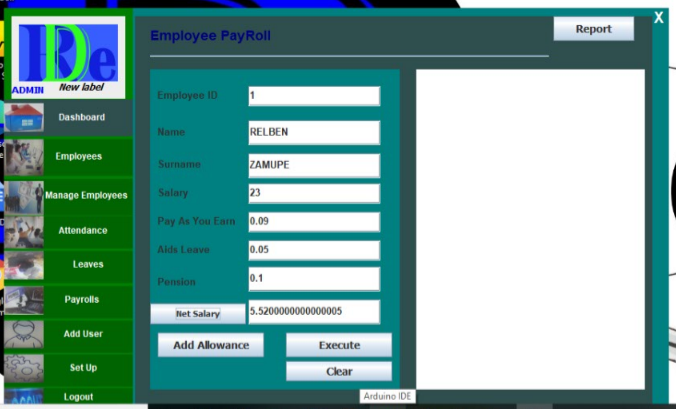 X
Report
Employee PayRoll
ADMIN New label
Dashboard
Employees
Manage Employees
Attendance
Leaves
Payrolls
Add User
Set Up
Logout
Employee ID 1
Name RELBEN
Surname ZAMUPE
Salary 23
Pay As You Earn 0.09
Aids Leave 0.05
Pension 0.1
Net Salary 5.5200000000000005
Add Allowance Execute
Clear
Arduino IDE